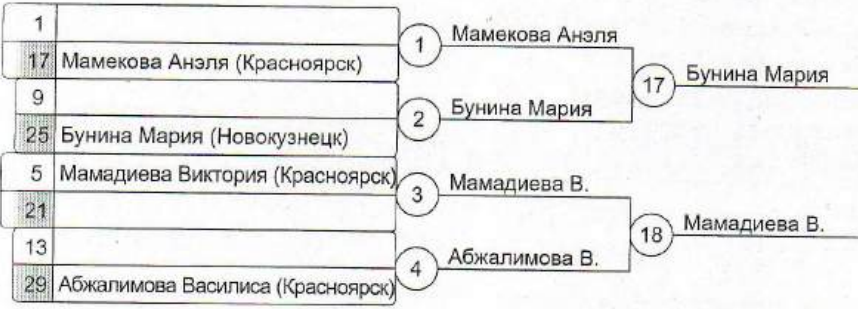 1
17 Мамекова Анэля (Красноярск)
9
25 Бунина Мария (Новокузнецк)
5 Мамадиева Виктория (Красноярск)
21
13
29 Абжалимова Василиса (Красноярск)
1 Мамекова Анэля
2 Бунина Мария
3 Мамадиева В.
4 Абжалимова В.
17 Бунина Мария
18 Мамадиева В.